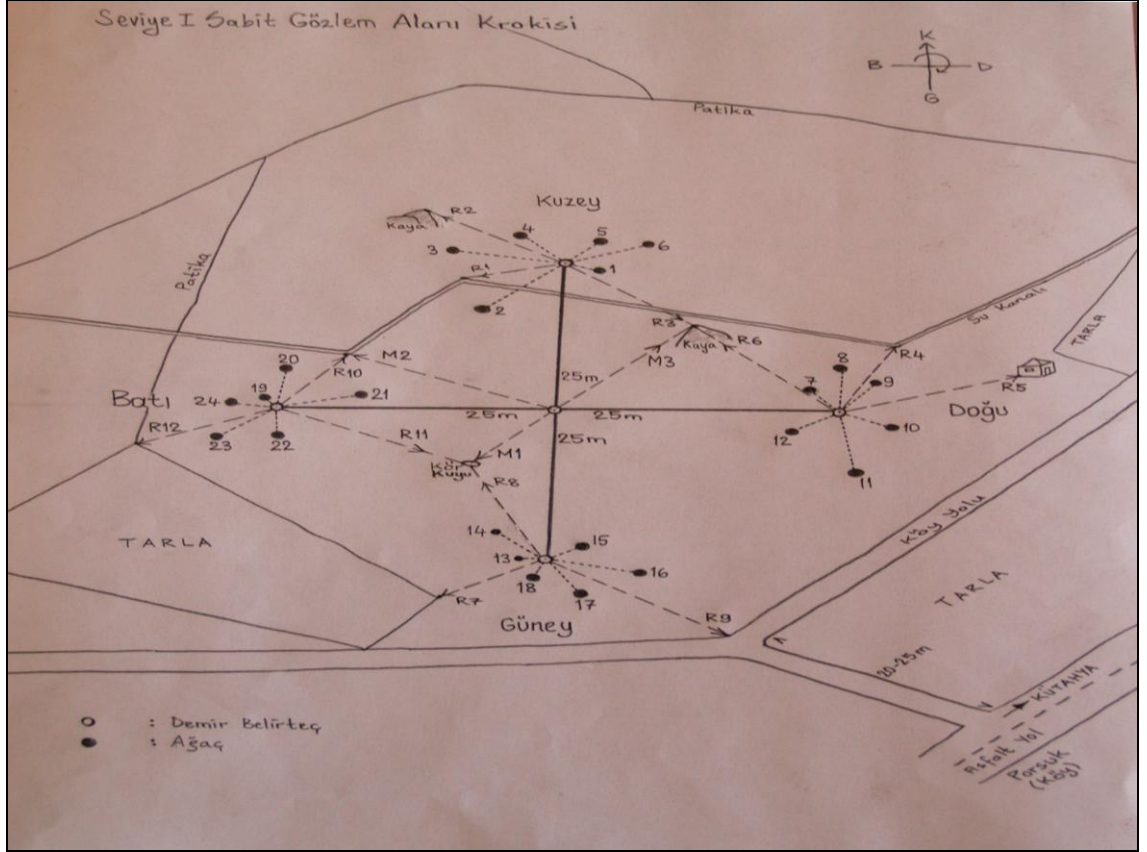 Seviye I Sabit Gözlem Alanı Krokisi
K
B D
G
Patika
Kuzey
R2
Kaya
4
5
6
3
R1
1
Patika
2
Su Kanalı
R3
Kaya
R6
TARLA
M2
M3
R4
20
R10
8
25m
7
9
R5
19
21
Batı
24
25m 25m
Doğu
R12
R11
25m
10
23
22
12
M1
Kör
Kuyu
R8
11
14
Köy Yolu
TARLA
15
13
16
18
17
TARLA
R7
R9
Güney
20-25m
KÜTAHYA
: Demir Belirteç
: Ağaç
Asfalt Yol
Porsuk
(Köy)